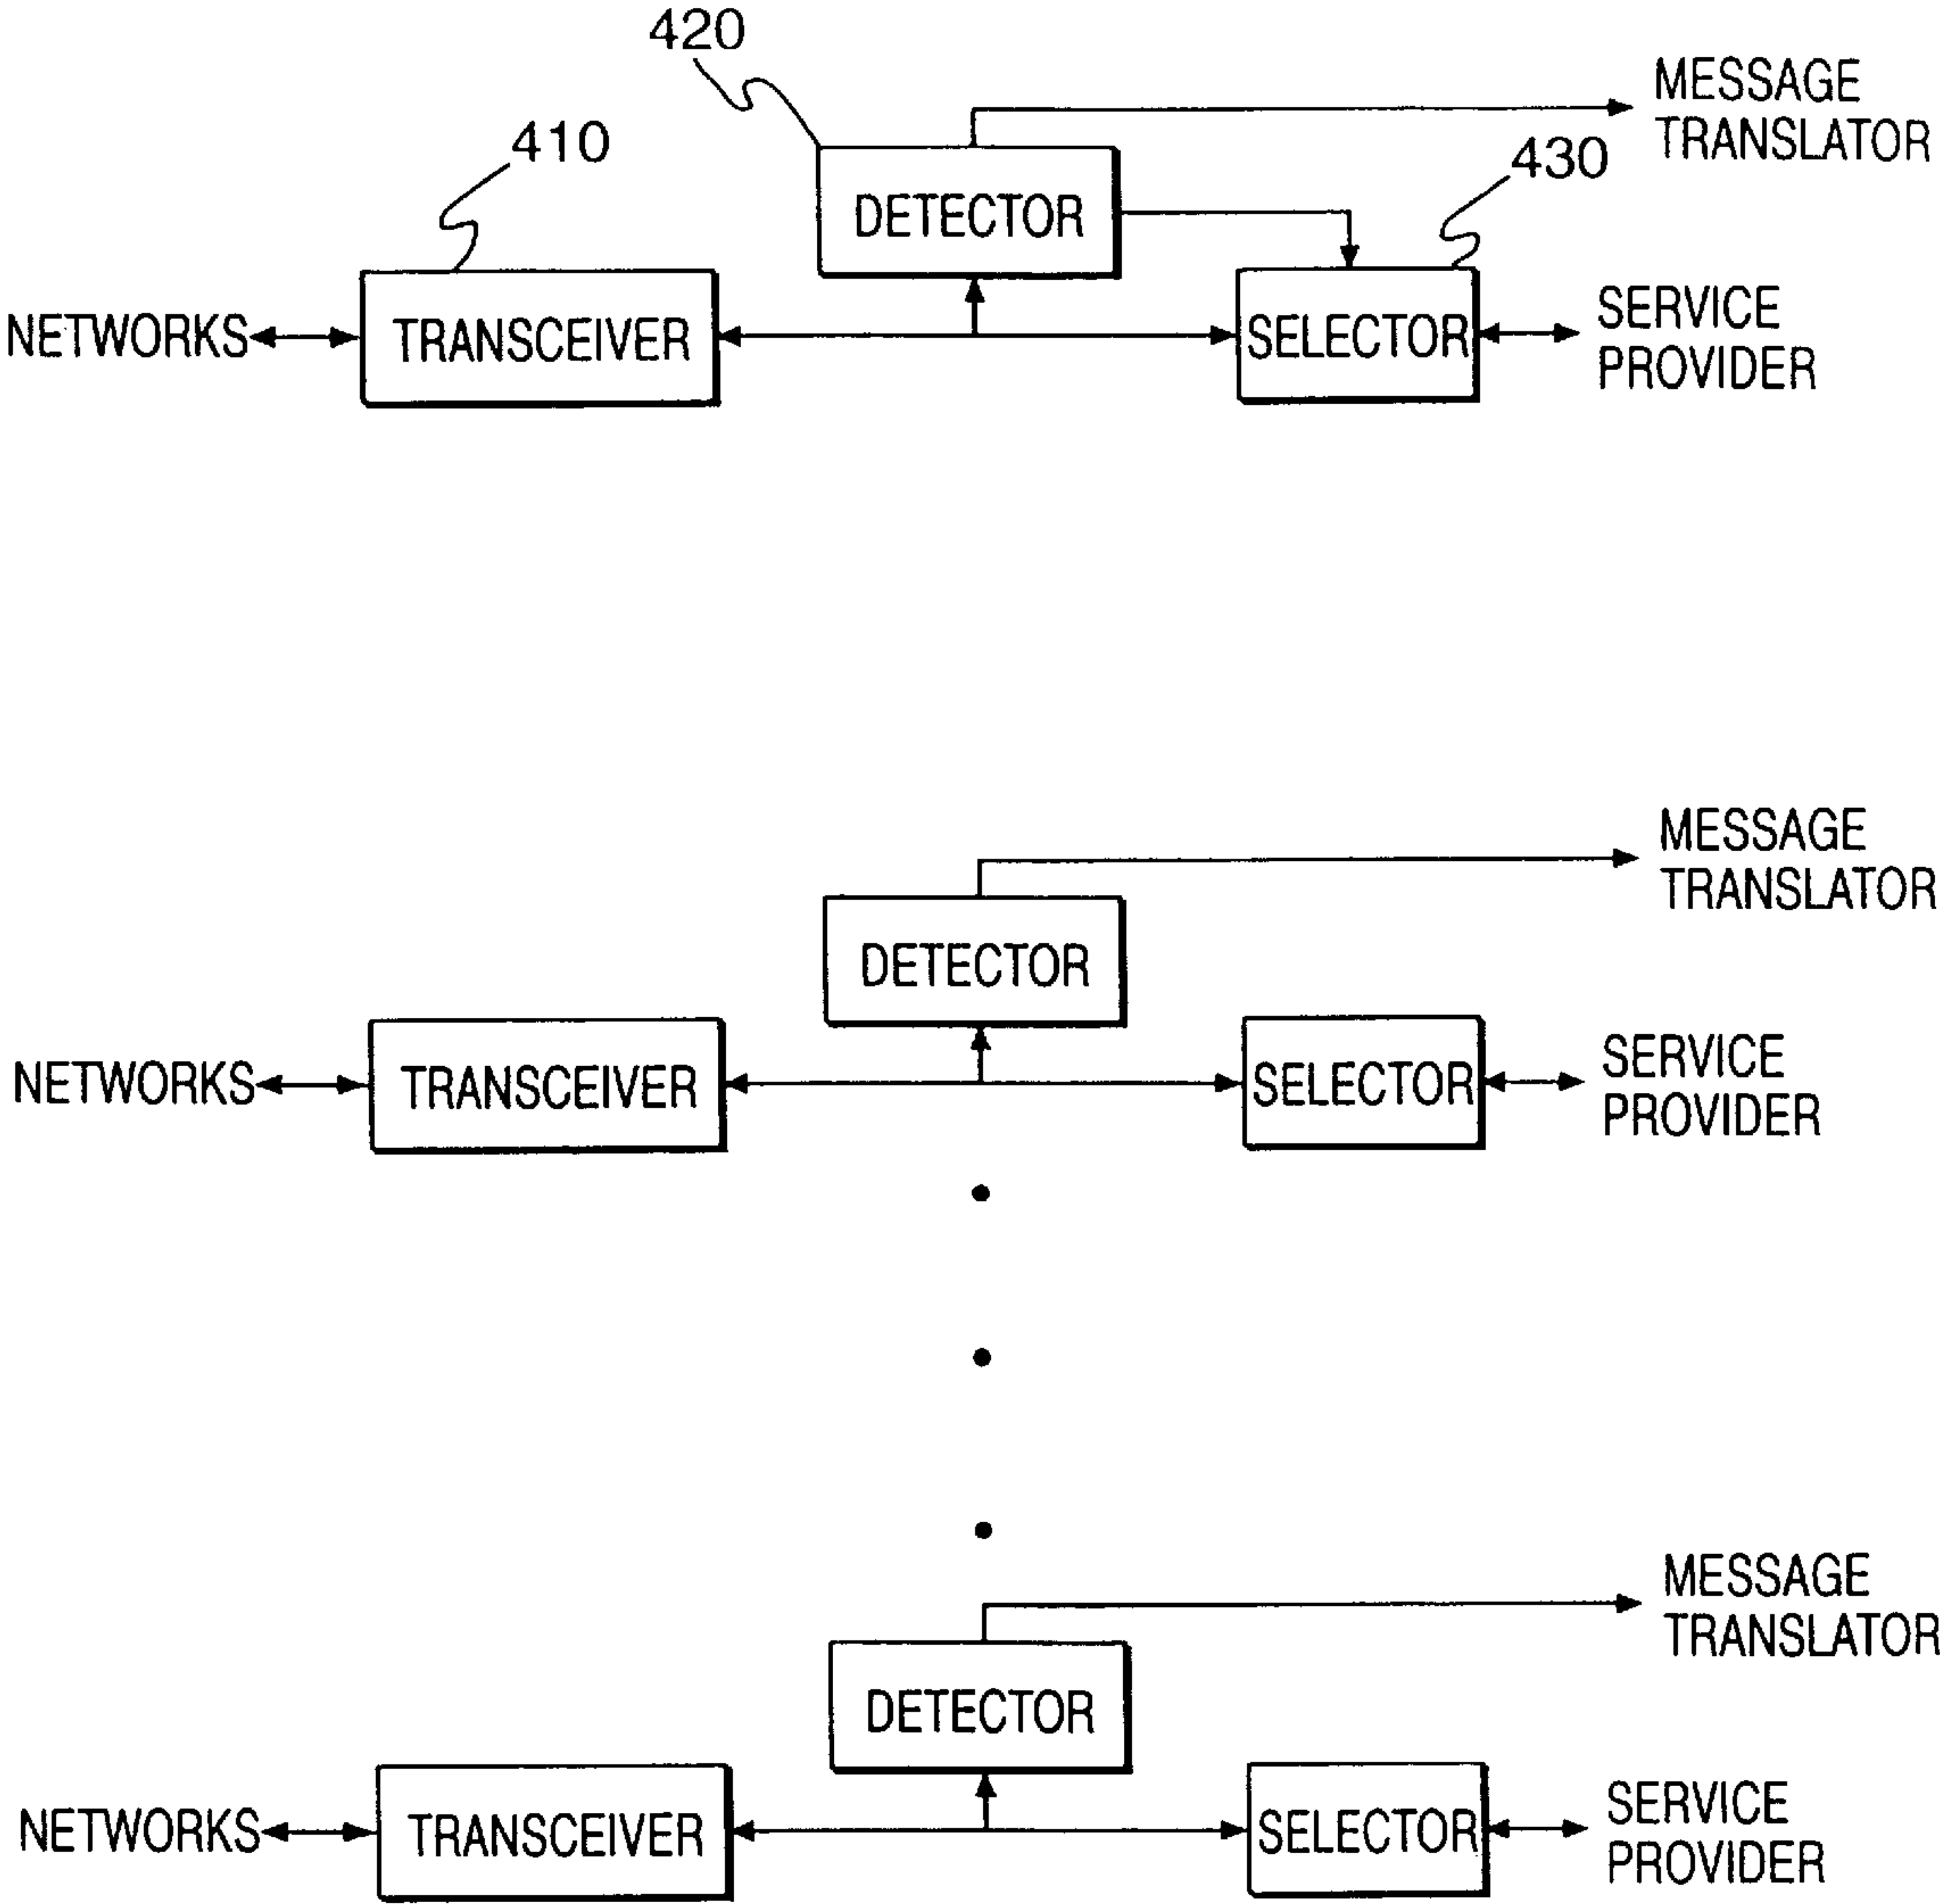 420
MESSAGE
TRANSLATOR
410
430
DETECTOR
NETWORKS
TRANSCEIVER
SELECTOR
SERVICE
PROVIDER
MESSAGE
TRANSLATOR
DETECTOR
NETWORKS
TRANSCEIVER
SELECTOR
SERVICE
PROVIDER
MESSAGE
TRANSLATOR
DETECTOR
NETWORKS
TRANSCEIVER
SELECTOR
SERVICE
PROVIDER